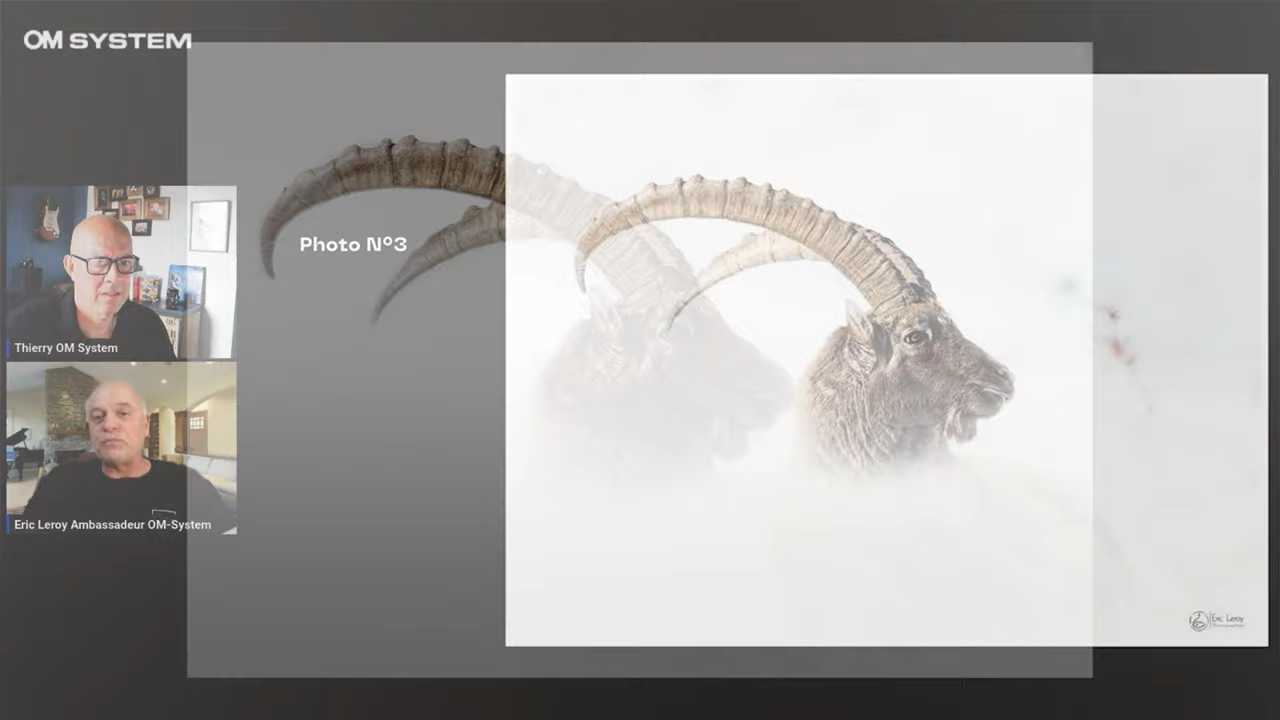 OM SYSTEM
Photo N°3
Thierry OM System
Eric Leroy Ambassadeur OM-System
Eric Leroy